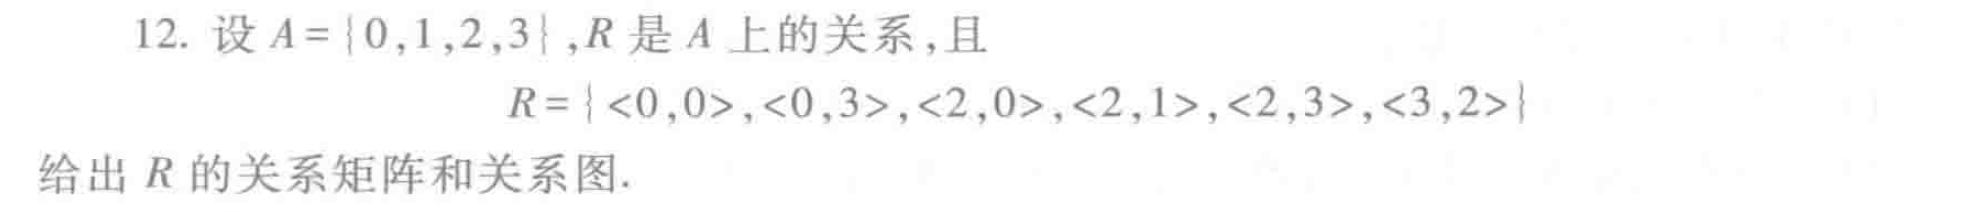 12. 设 A={0,1,2,3},R 是 A 上的关系,且
R={<0,0>,<0,3>,<2,0>,<2,1>,<2,3>,<3,2>}
给出 R 的关系矩阵和关系图.